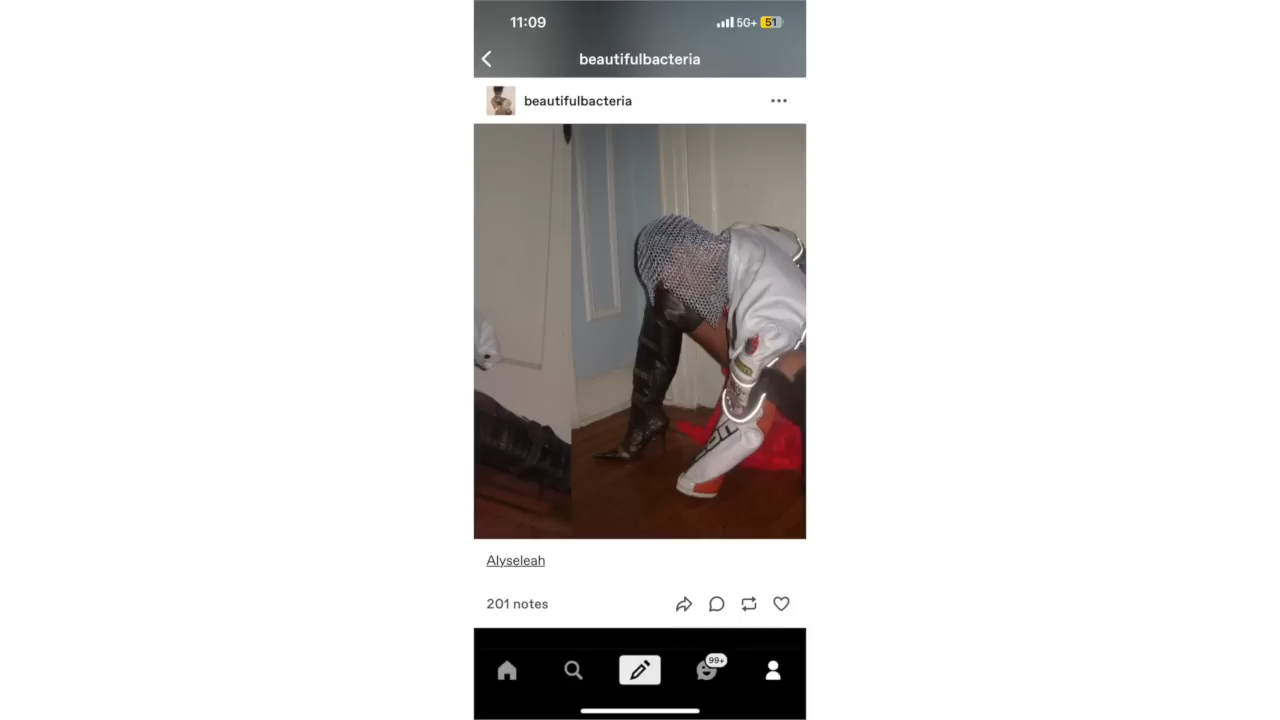 11:09
5G+
51
beautifulbacteria
beautifulbacteria
Alyseleah
201 notes
99+